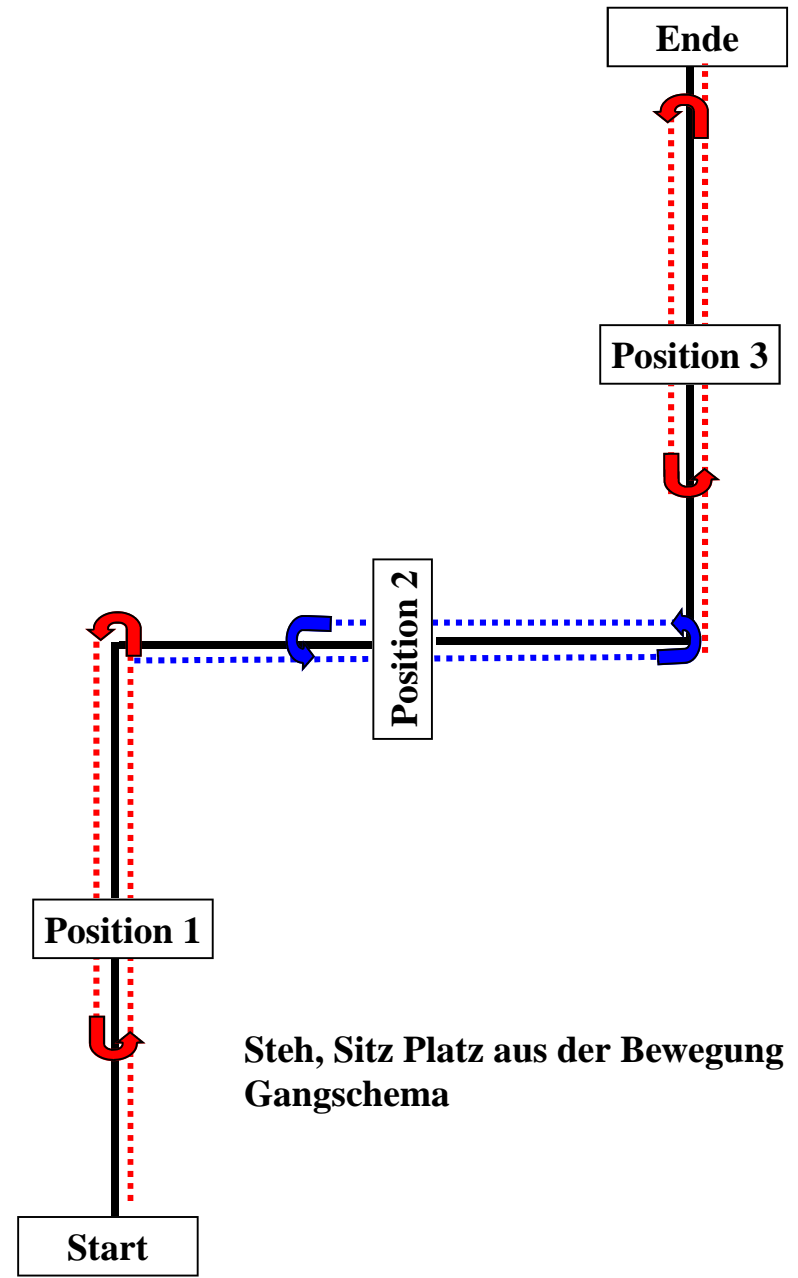 Ende
Position 3
Position 2
Position 1
Steh, Sitz Platz aus der Bewegung
Gangschema
Start